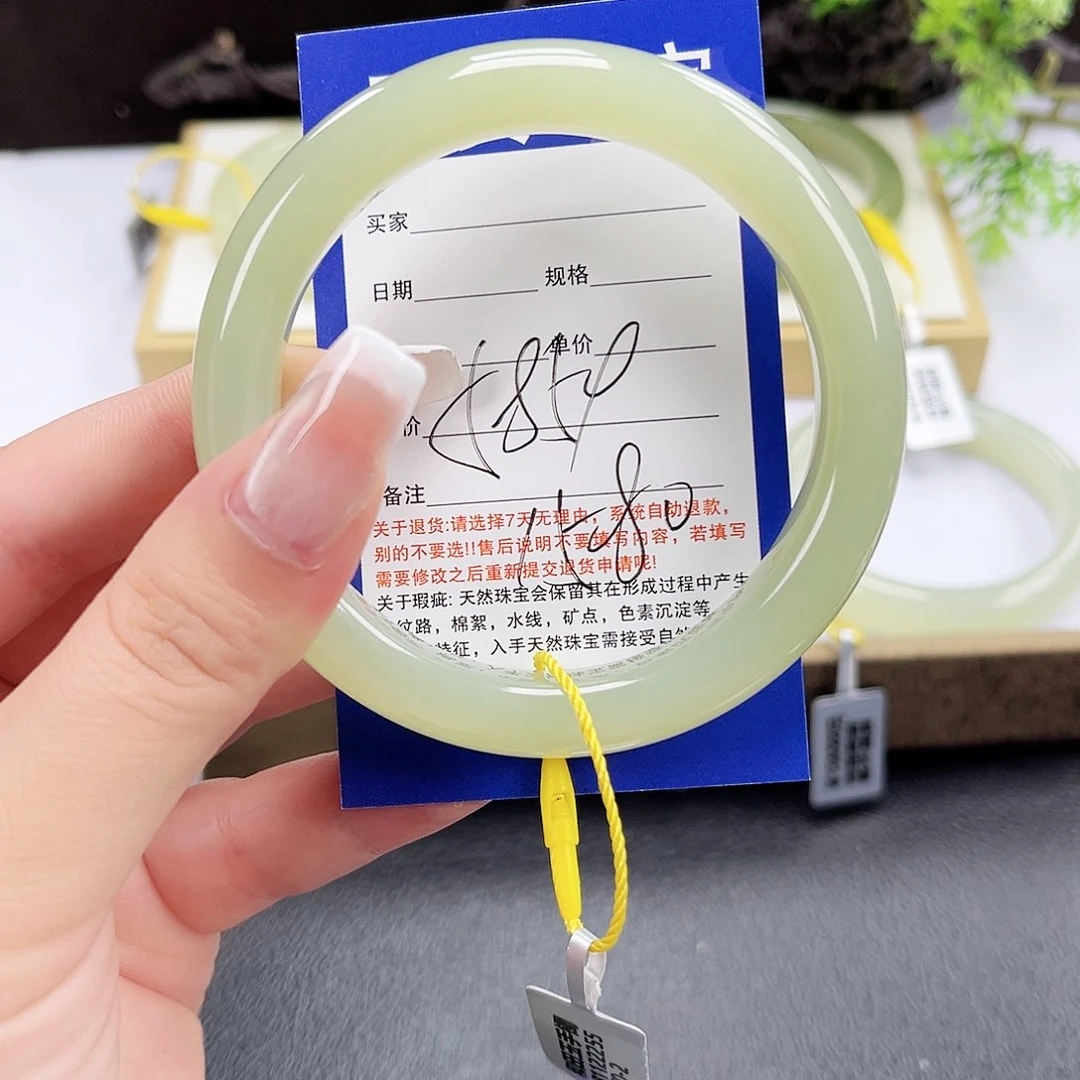 买家
日期 规格
单价
价
备注
1580
关于退货:请选择7天无理由，系统自助退款，
别的不要选!!售后说明不要填写内容，若填写
需要修改之后重新提交退货申请呢!
关于瑕疵: 天然珠宝会保留其在形成过程中产生
纹路，棉絮，水线，矿点，色素沉淀等
特征，入手天然珠宝需接受自然